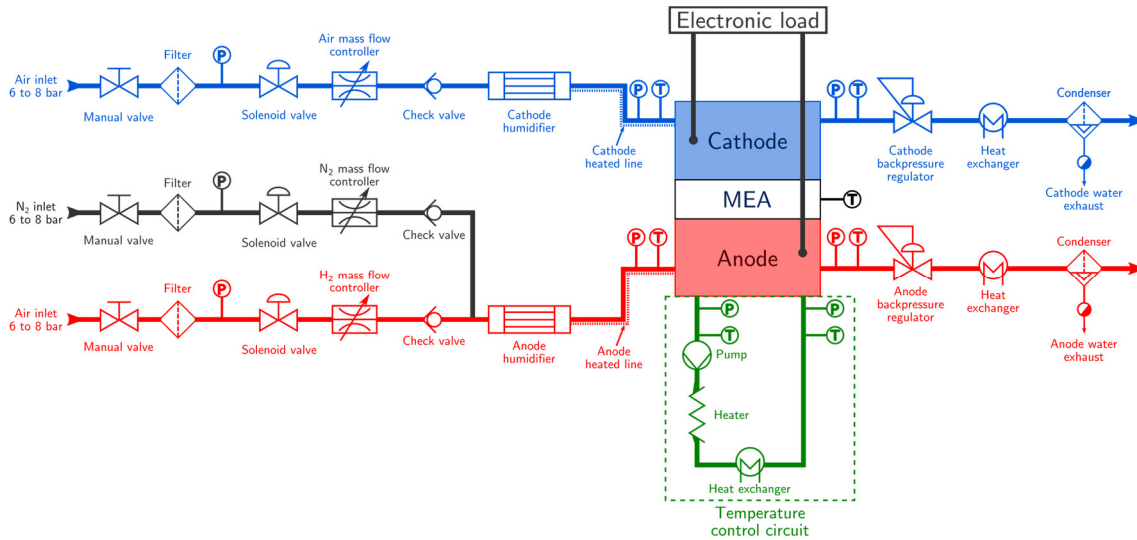 Electronic load
Air mass flow
controller
Filter
P
Air inlet
6 to 8 bar
Manual valve
Solenoid valve
Check valve
Cathode
humidifier
Cathode
heated line
P
T
Cathode
P
T
Cathode
backpressure
regulator
Heat
exchanger
Condenser
Cathode water
exhaust
N₂ mass flow
controller
Filter
P
N₂ inlet
6 to 8 bar
Manual valve
Solenoid valve
Check valve
MEA
T
H₂ mass flow
controller
Filter
P
Air inlet
6 to 8 bar
Manual valve
Solenoid valve
Check valve
Anode
humidifier
Anode
heated line
P
T
Anode
P
T
Anode
backpressure
regulator
Heat
exchanger
Condenser
Anode water
exhaust
P
P
T
T
Pump
Heater
Heat exchanger
Temperature
control circuit